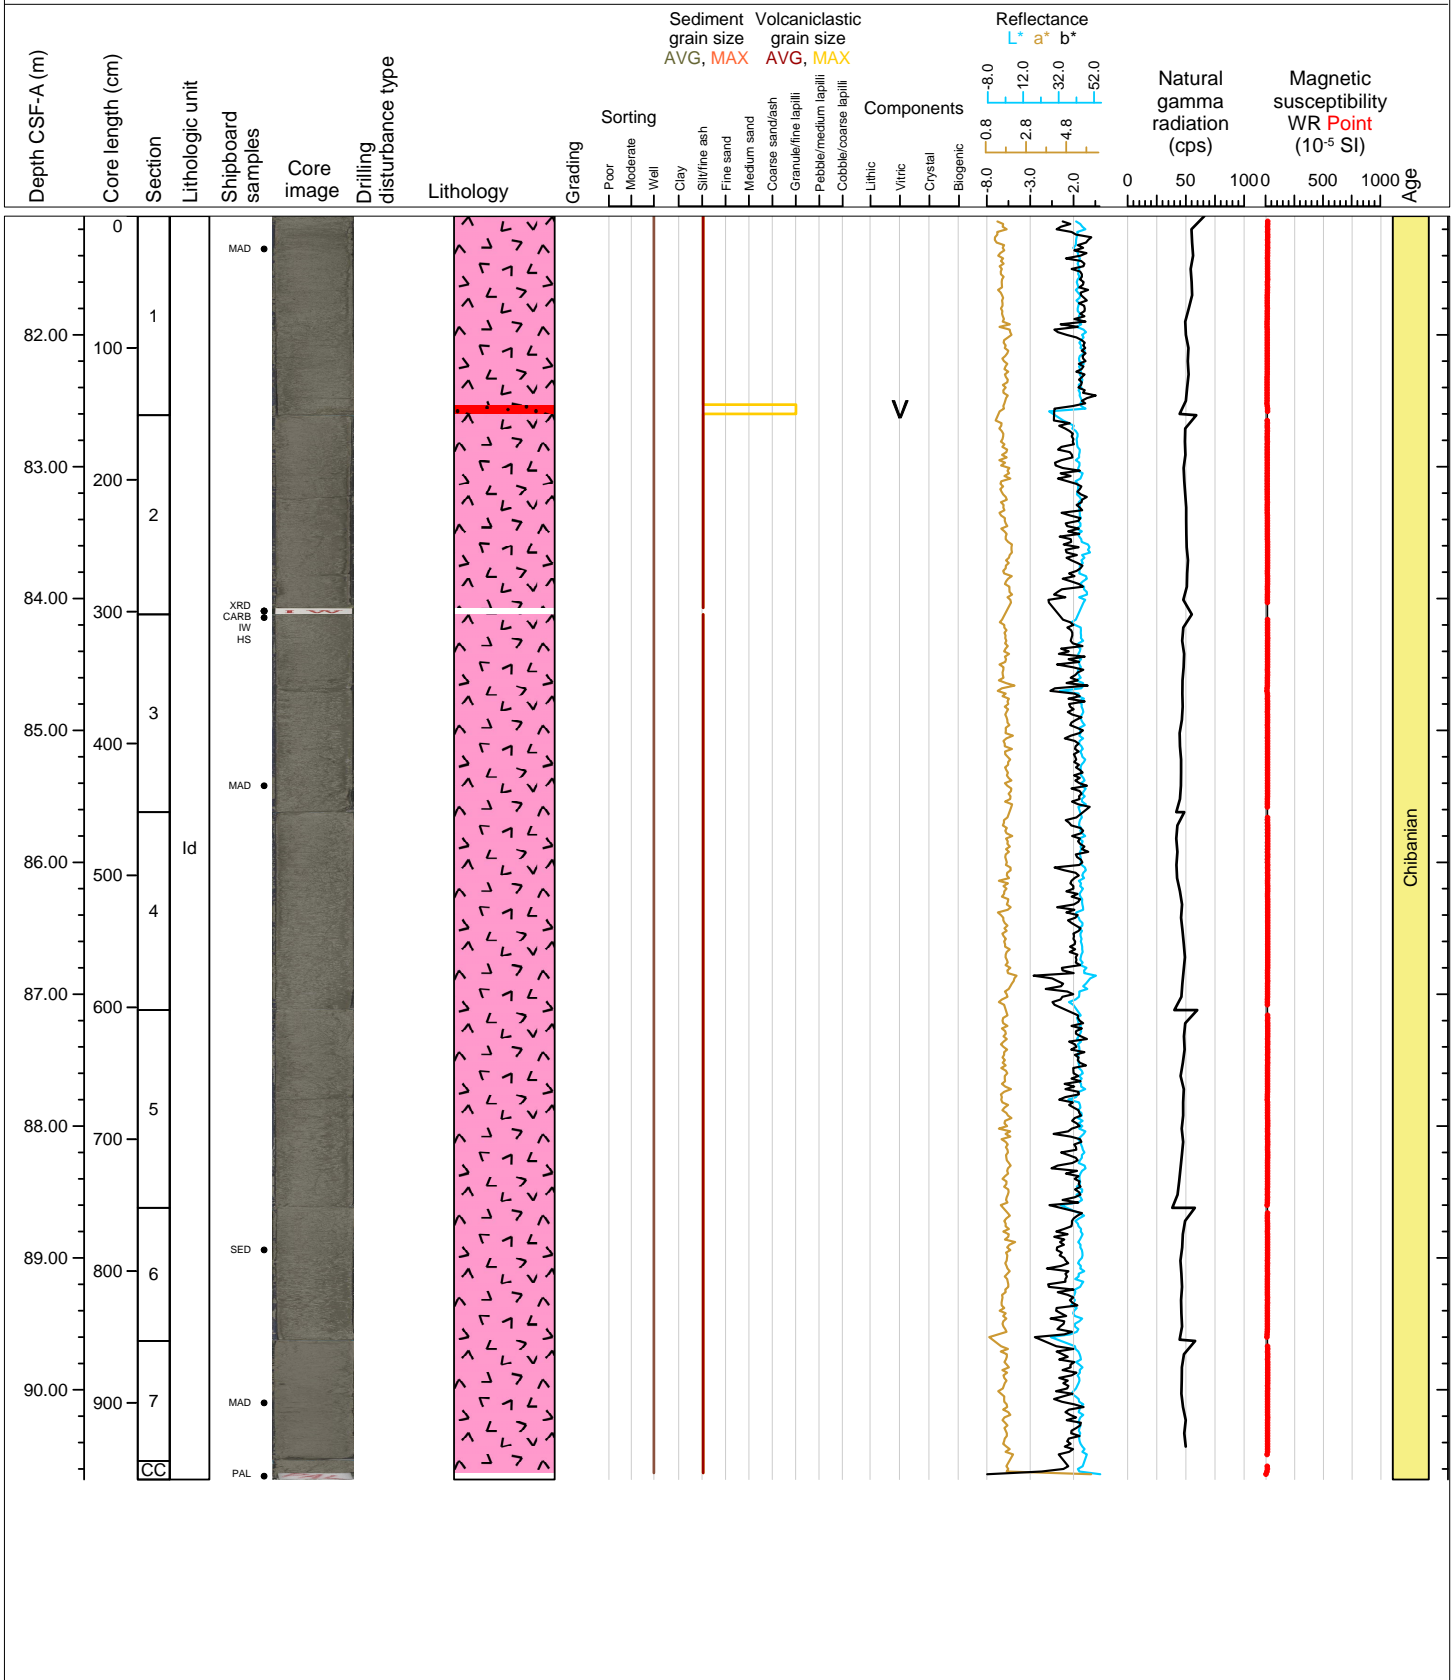 Depth CSF-A (m)
Core length (cm)
Section
Lithologic unit
Shipboard
samples
Core
image
Drilling
disturbance type
Lithology
Grading
Sorting
Poor
Moderate
Well
Sediment
grain size
AVG, MAX
Volcaniclastic
grain size
AVG, MAX
Clay
Silt/fine ash
Fine sand
Medium sand
Coarse sand/ash
Granule/fine lapilli
Pebble/medium lapilli
Cobble/coarse lapilli
Components
Lithic
Vitric
Crystal
Biogenic
Reflectance
L* a* b*
-8.0 12.0 32.0 52.0
0.8 2.8 4.8
-8.0 -3.0 2.0
Natural
gamma
radiation
(cps)
0 50 100
Magnetic
susceptibility
WR Point
(10-5 SI)
0 500 1000
Age
82.00
83.00
84.00
85.00
86.00
87.00
88.00
89.00
90.00
0
100
200
300
400
500
600
700
800
900
1
2
3
4
5
6
7
CC
Id
MAD
XRD
CARB
IW
HS
MAD
SED
MAD
PAL
I W
V
Chibanian